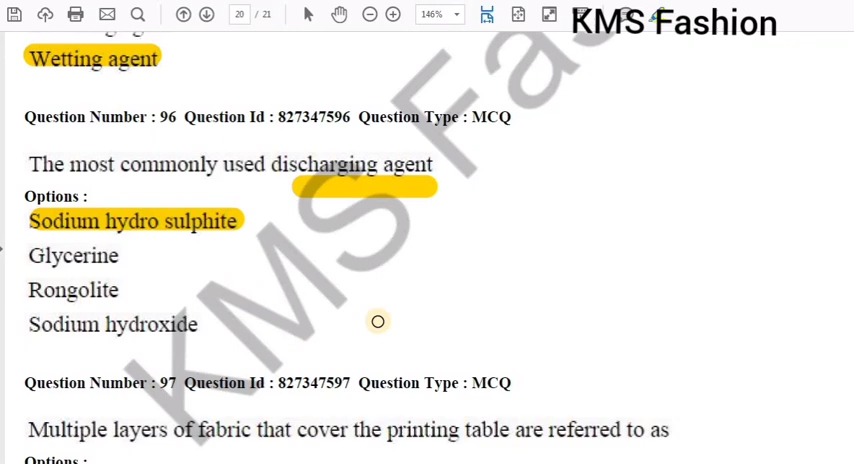 20 / 21
146%
KMS Fashion
Wetting agent
Question Number : 96 Question Id : 827347596 Question Type : MCQ
The most commonly used discharging agent
Options :
Sodium hydro sulphite
Glycerine
Rongolite
Sodium hydroxide
Question Number : 97 Question Id : 827347597 Question Type : MCQ
Multiple layers of fabric that cover the printing table are referred to as
Options :
KMS Fas